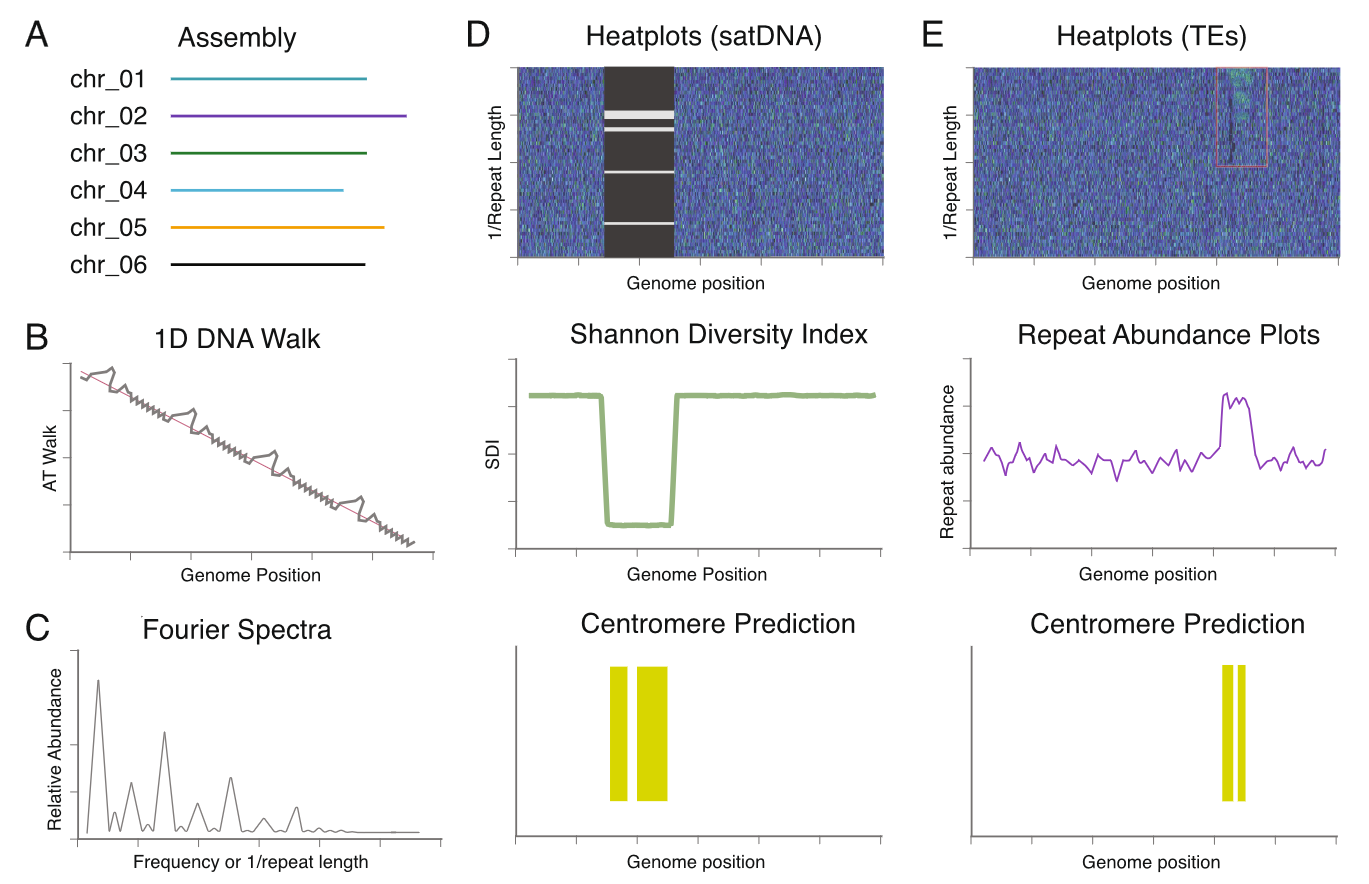 A
Assembly
chr_01
chr_02
chr_03
chr_04
chr_05
chr_06
B
1D DNA Walk
AT Walk
Genome Position
C
Fourier Spectra
Relative Abundance
Frequency or 1/repeat length
D
Heatplots (satDNA)
1/Repeat Length
Genome position
Shannon Diversity Index
SDI
Genome Position
Centromere Prediction
Genome position
E
Heatplots (TEs)
1/Repeat Length
Genome position
Repeat Abundance Plots
Repeat abundance
Genome position
Centromere Prediction
Genome position